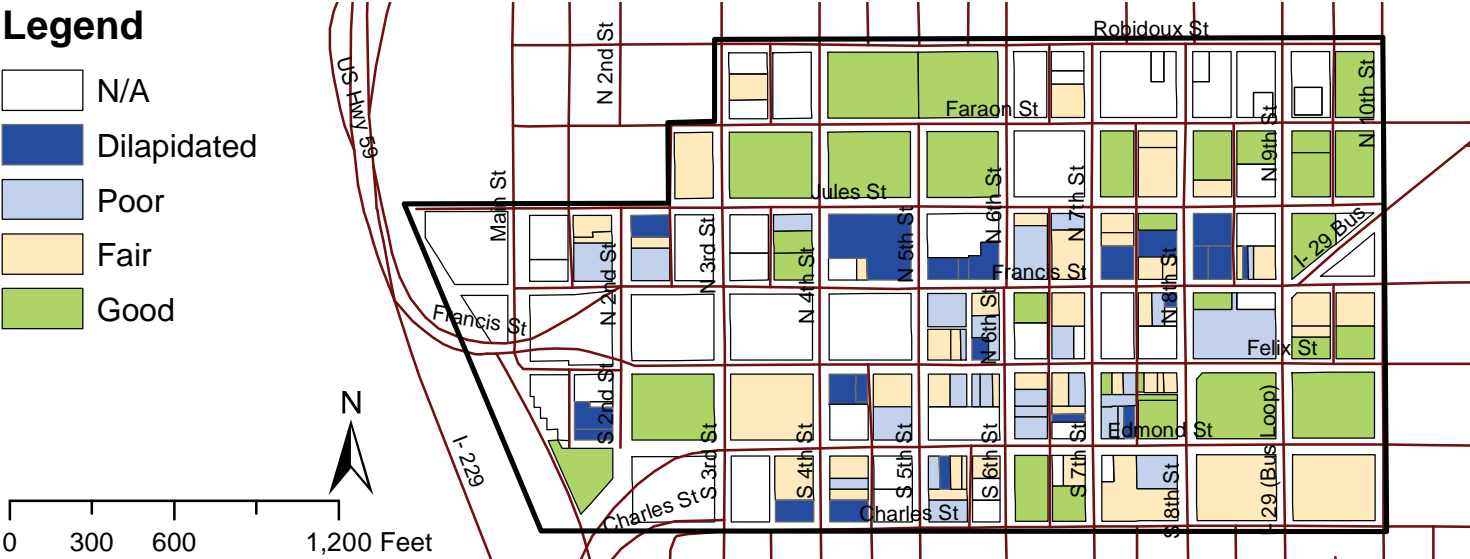 Legend
N/A
Dilapidated
Poor
Fair
Good
N
0 300 600 1,200 Feet
US Hwy 59
N 2nd St
Robidoux St
Faraon St
N 10th St
N 9th St
Jules St
Main St
N 6th St
N 7th St
N 5th St
N 3rd St
N 4th St
N 2nd St
Francis St
I- 29 Bus
N 8th St
Francis St
N 6th St
Felix St
S 2nd St
Edmond St
I-229
S 3rd St
S 4th St
S 5th St
S 6th St
S 7th St
S 8th St
I-29 (Bus Loop)
Charles St
Charles St